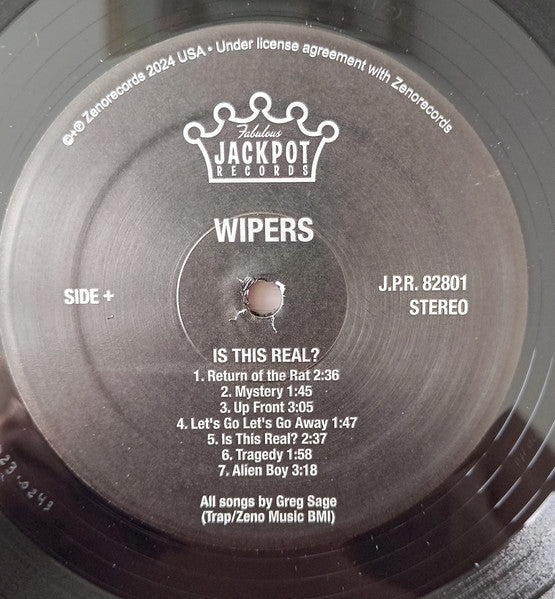 ©+℗ Zenorecords 2024 USA • Under license agreement with Zenorecords
Fabulous
JACKPOT
RECORDS
WIPERS
SIDE +
J.P.R. 82801
STEREO
IS THIS REAL?
1. Return of the Rat 2:36
2. Mystery 1:45
3. Up Front 3:05
4. Let's Go Let's Go Away 1:47
5. Is This Real? 2:37
6. Tragedy 1:58
7. Alien Boy 3:18
All songs by Greg Sage
(Trap/Zeno Music BMI)